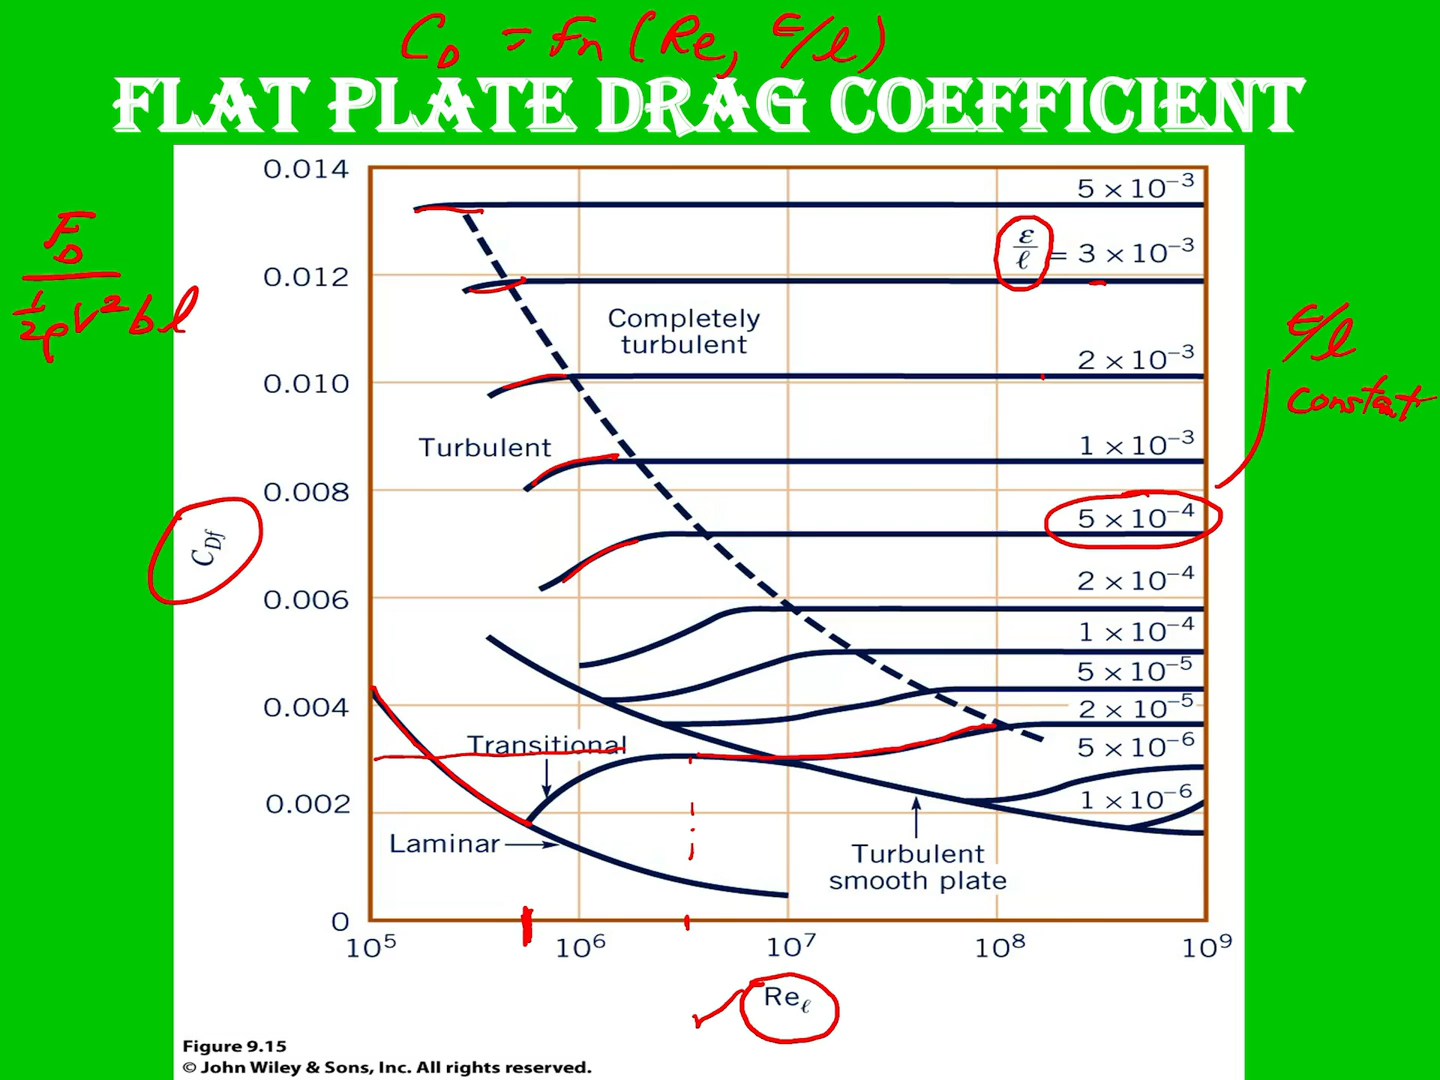 C_D = fn (Re, ε/l)
FLAT PLATE DRAG COEFFICIENT
F_D
½ρV²bl
0.014
0.012
0.010
0.008
0.006
0.004
0.002
0
C_Df
5 × 10⁻³
ε/ℓ = 3 × 10⁻³
Completely
turbulent
2 × 10⁻³
Turbulent
1 × 10⁻³
5 × 10⁻⁴
2 × 10⁻⁴
1 × 10⁻⁴
5 × 10⁻⁵
2 × 10⁻⁵
5 × 10⁻⁶
1 × 10⁻⁶
ε/l
constant
Transitional
Laminar
Turbulent
smooth plate
10⁵ 10⁶ 10⁷ 10⁸ 10⁹
Re_ℓ
Figure 9.15
© John Wiley & Sons, Inc. All rights reserved.